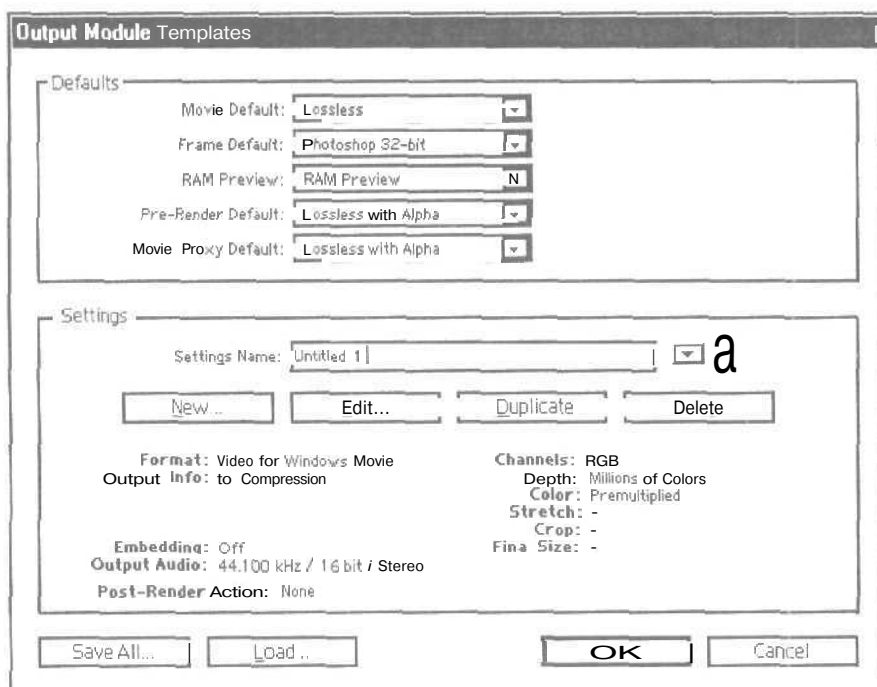 Output Module Templates
Defaults
Movie Default: Lossless
Frame Default: Photoshop 32-bit
RAM Preview: RAM Preview N
Pre-Render Default: Lossless with Alpha
Movie Proxy Default: Lossless with Alpha
Settings
Settings Name: Untitled 1 a
New... Edit... Duplicate Delete
Format: Video for Windows Movie
Output Info: to Compression
Channels: RGB
Depth: Millions of Colors
Color: Premultiplied
Stretch: -
Crop: -
Fina Size: -
Embedding: Off
Output Audio: 44.100 kHz / 16 bit i Stereo
Post-Render Action: None
Save All... Load .. OK Cancel